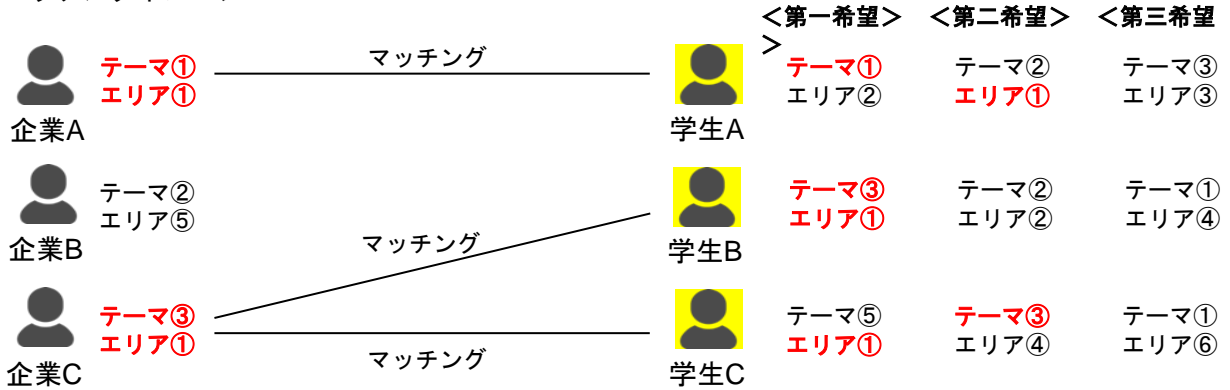 ＜第一希望＞ ＜第二希望＞ ＜第三希望
＞
テーマ① マッチング テーマ① テーマ② テーマ③
エリア① エリア② エリア① エリア③
企業A 学生A
テーマ② テーマ③ テーマ② テーマ①
エリア⑤ エリア① エリア② エリア④
企業B マッチング 学生B
テーマ③ テーマ⑤ テーマ③ テーマ①
エリア① マッチング エリア① エリア④ エリア⑥
企業C 学生C